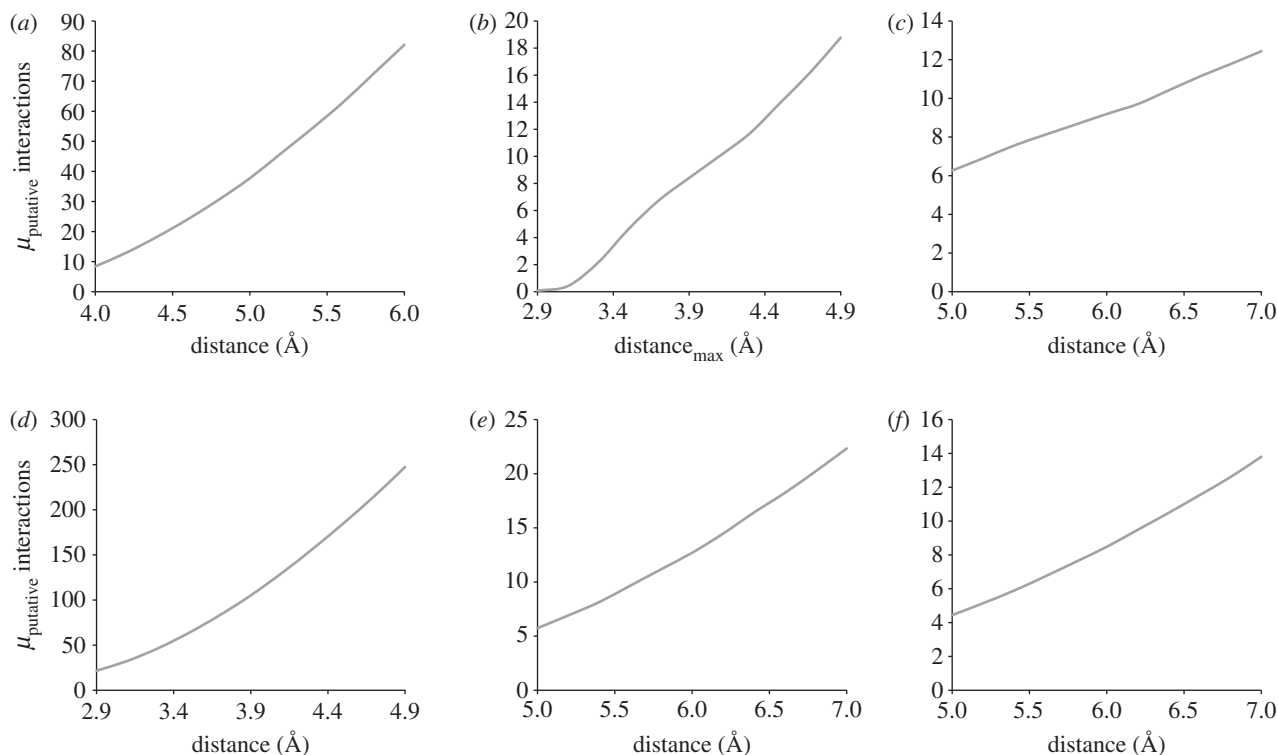 (a)
90
80
70
60
50
40
30
20
10
0
μputative interactions
4.0 4.5 5.0 5.5 6.0
distance (Å)
(b)
20
18
16
14
12
10
8
6
4
2
0
2.9 3.4 3.9 4.4 4.9
distancemax (Å)
(c)
14
12
10
8
6
4
2
0
5.0 5.5 6.0 6.5 7.0
distance (Å)
(d)
300
250
200
150
100
50
0
μputative interactions
2.9 3.4 3.9 4.4 4.9
distance (Å)
(e)
25
20
15
10
5
0
5.0 5.5 6.0 6.5 7.0
distance (Å)
(f)
16
14
12
10
8
6
4
2
0
5.0 5.5 6.0 6.5 7.0
distance (Å)